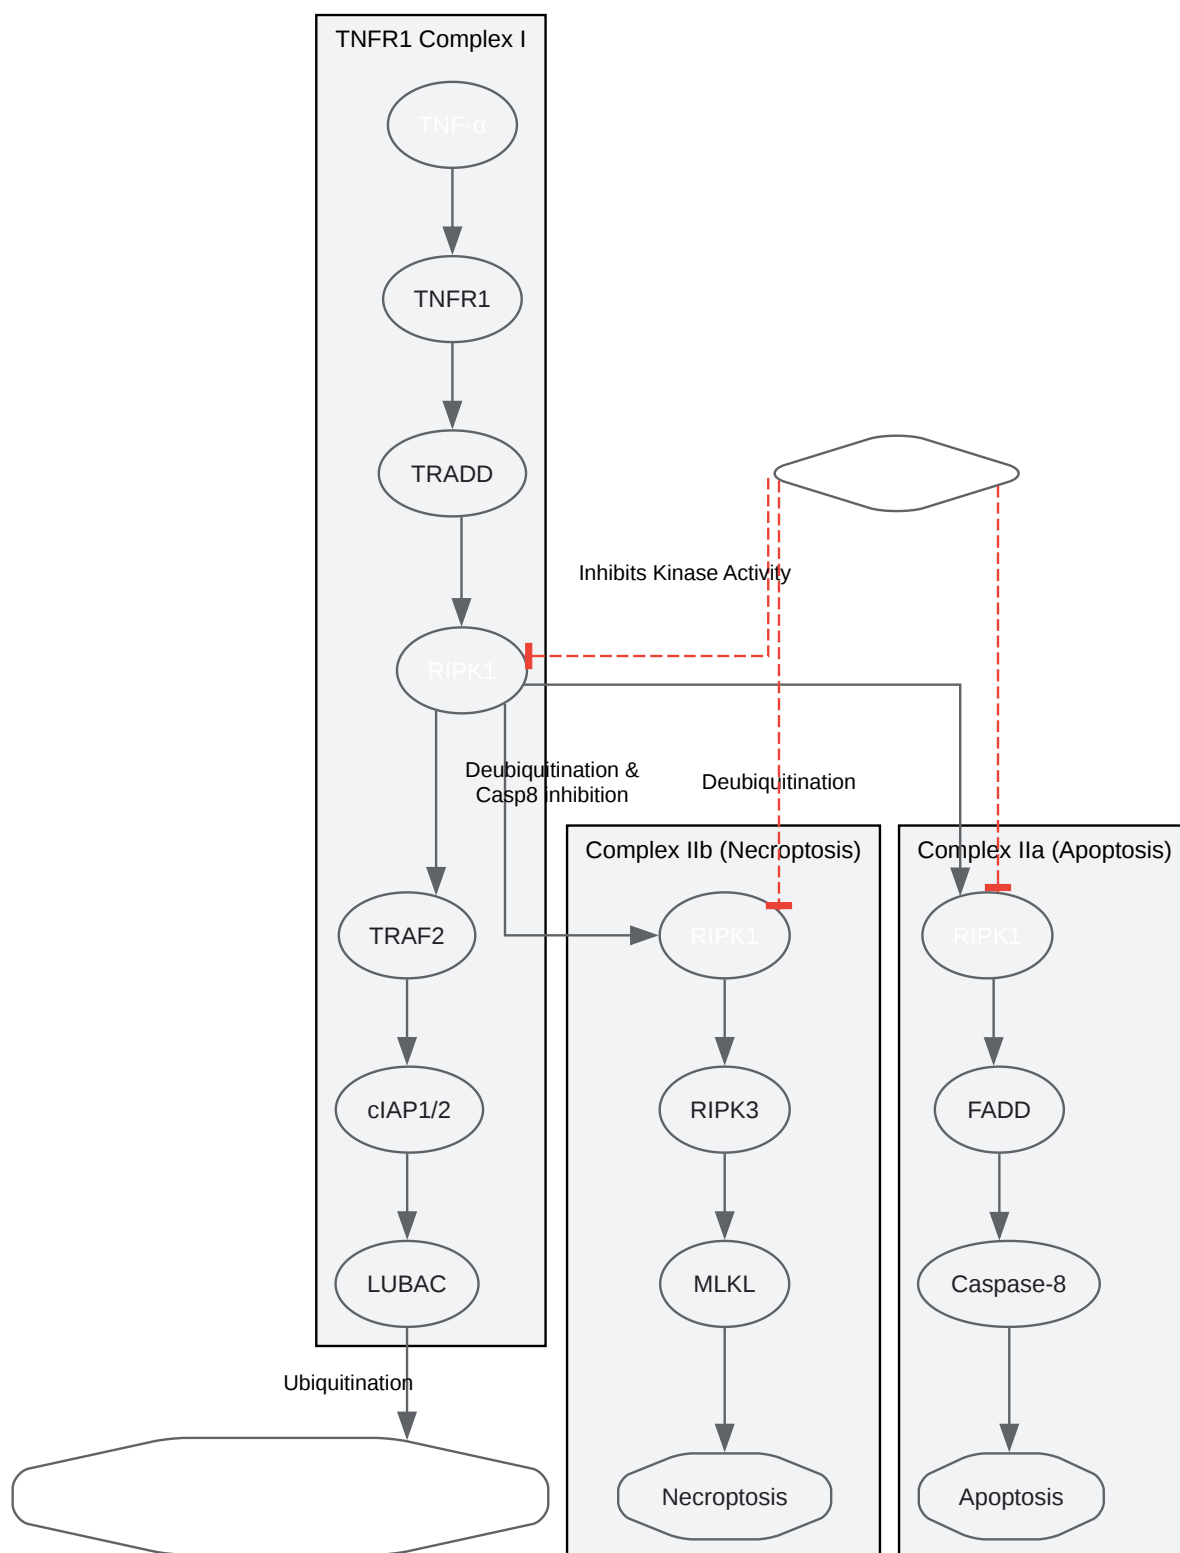 TNFR1 Complex I
TNF-α
TNFR1
TRADD
Inhibits Kinase Activity
RIPK1
Deubiquitination &
Casp8 inhibition
Deubiquitination
Complex IIb (Necroptosis)
Complex IIa (Apoptosis)
TRAF2
RIPK1
RIPK1
cIAP1/2
RIPK3
FADD
LUBAC
MLKL
Caspase-8
Ubiquitination
Necroptosis
Apoptosis